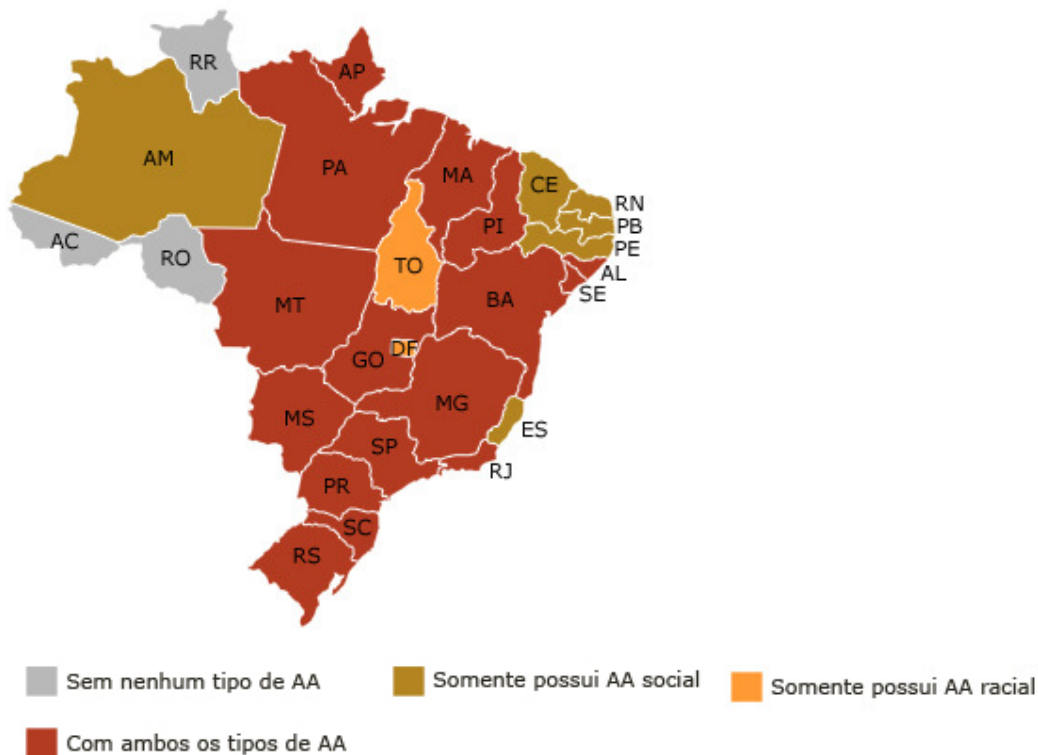 RR
AP
AM
PA
MA
CE
RN
PB
PE
PI
AC
RO
TO
AL
SE
MT
BA
GO
DF
MS
MG
ES
SP
RJ
PR
SC
RS
Sem nenhum tipo de AA
Somente possui AA social
Somente possui AA racial
Com ambos os tipos de AA